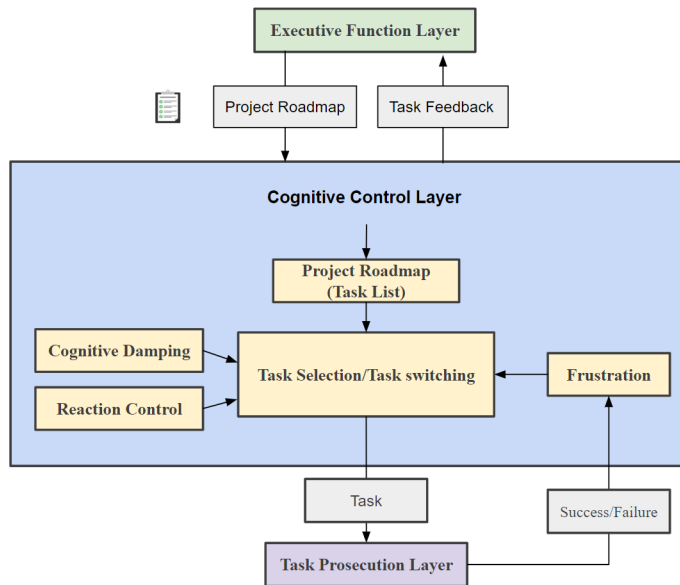 Executive Function Layer
Project Roadmap
Task Feedback
Cognitive Control Layer
Project Roadmap
(Task List)
Cognitive Damping
Task Selection/Task switching
Frustration
Reaction Control
Task
Success/Failure
Task Prosecution Layer